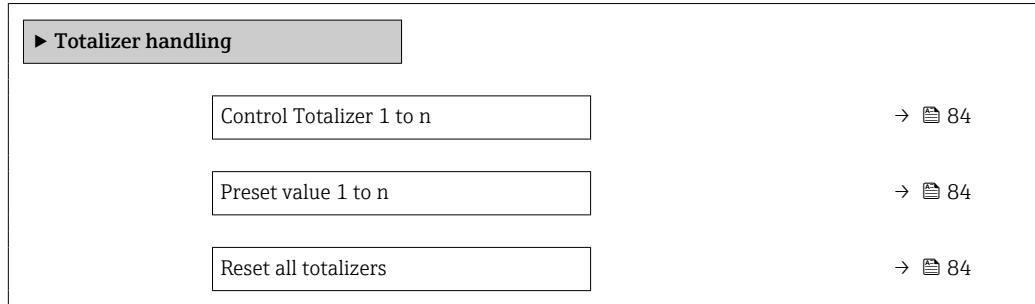 ▶ Totalizer handling
Control Totalizer 1 to n → 84
Preset value 1 to n → 84
Reset all totalizers → 84